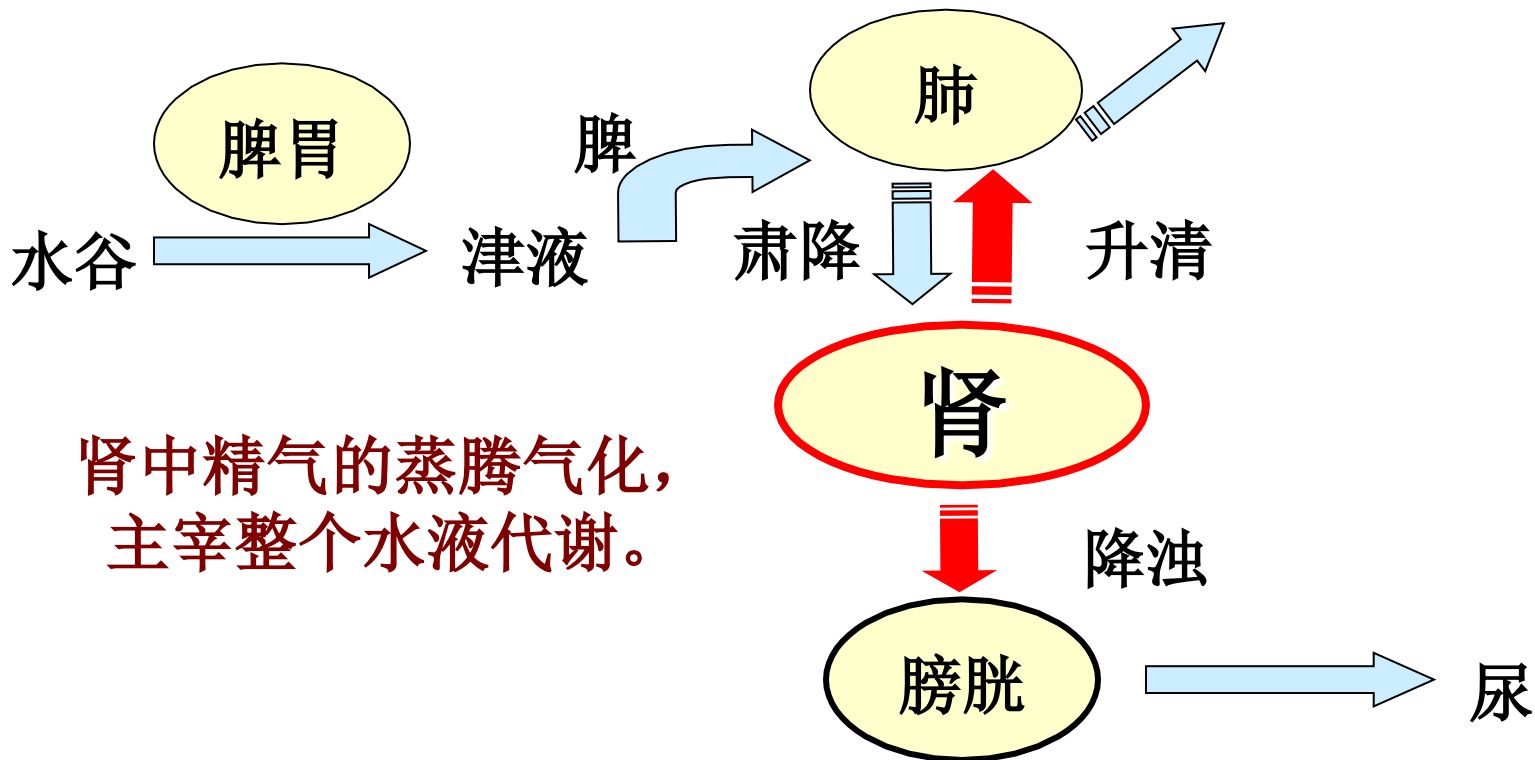 脾胃
水谷
津液
脾
肺
肃降
升清
肾
肾中精气的蒸腾气化，
主宰整个水液代谢。
降浊
膀胱
尿